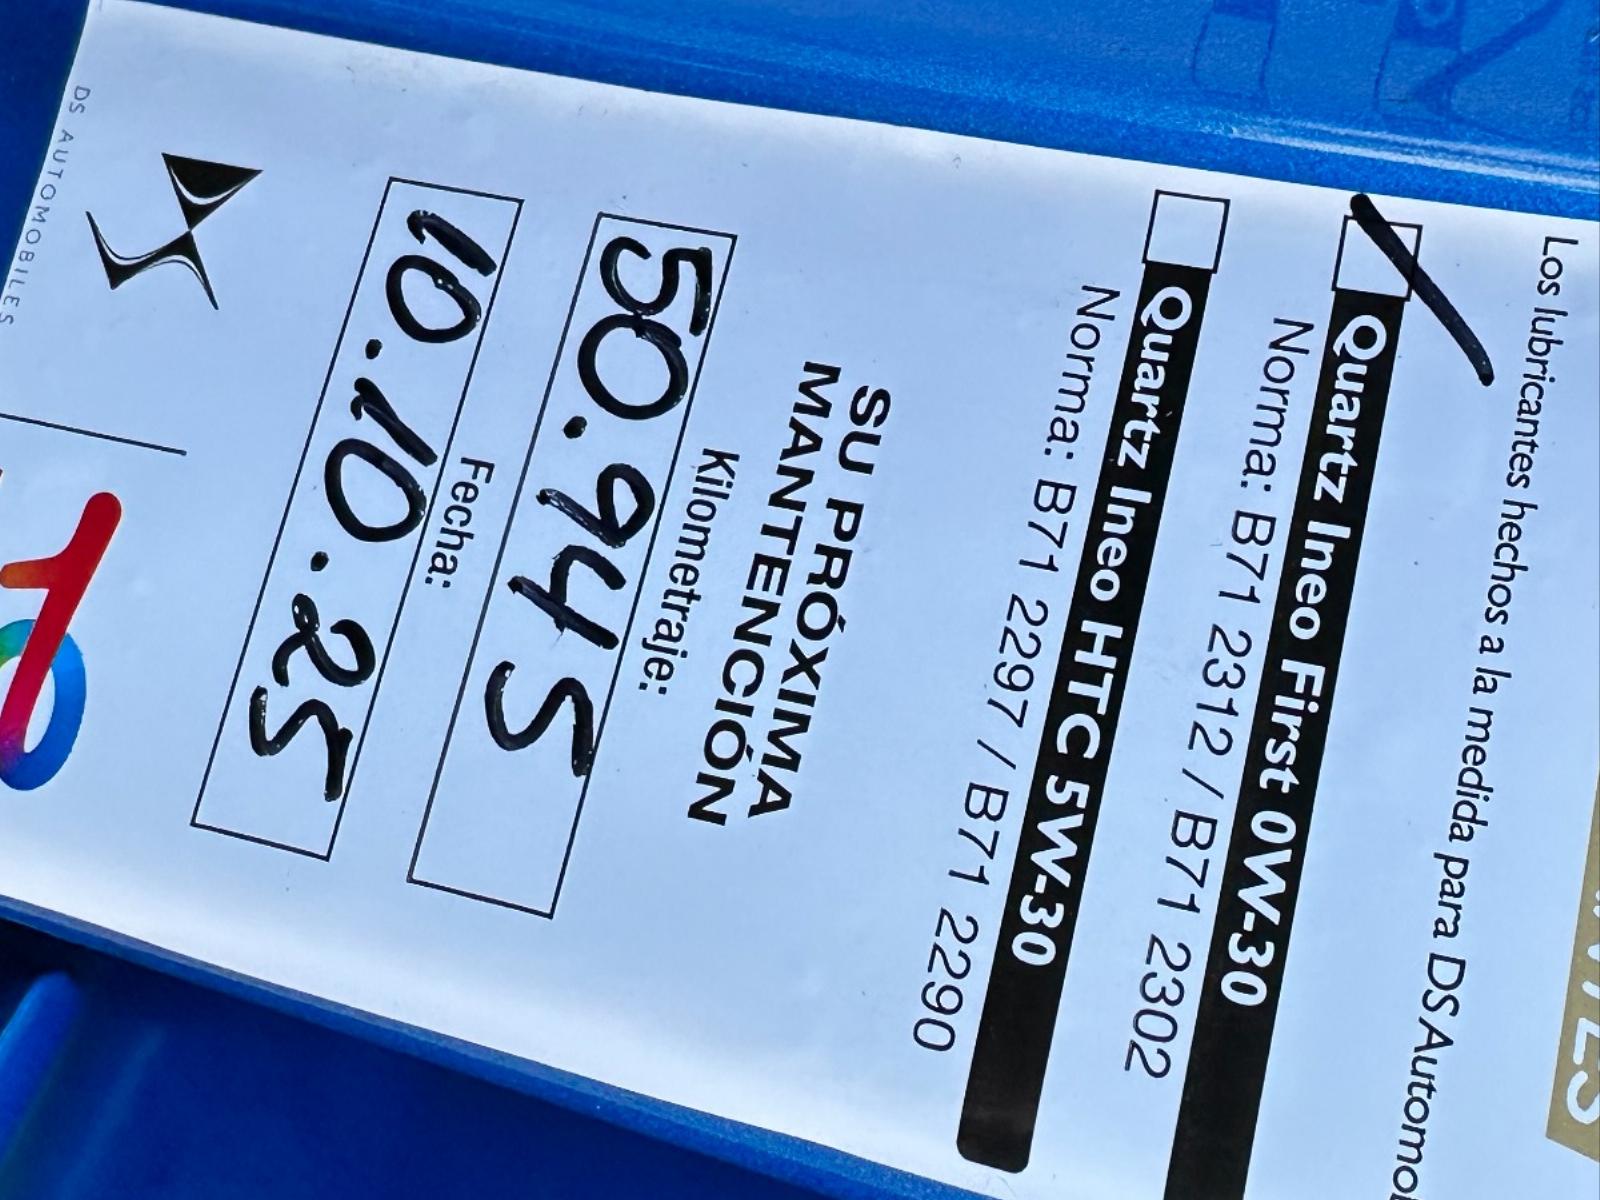 Los lubricantes hechos a la medida para DS Automo
Quartz Ineo First 0W-30
Norma: B71 2312 / B71 2302
Quartz Ineo HTC 5W-30
Norma: B71 2297 / B71 2290
SU PRÓXIMA
MANTENCIÓN
Kilometraje:
50.945
Fecha:
10.10.25
DS AUTOMOBILES